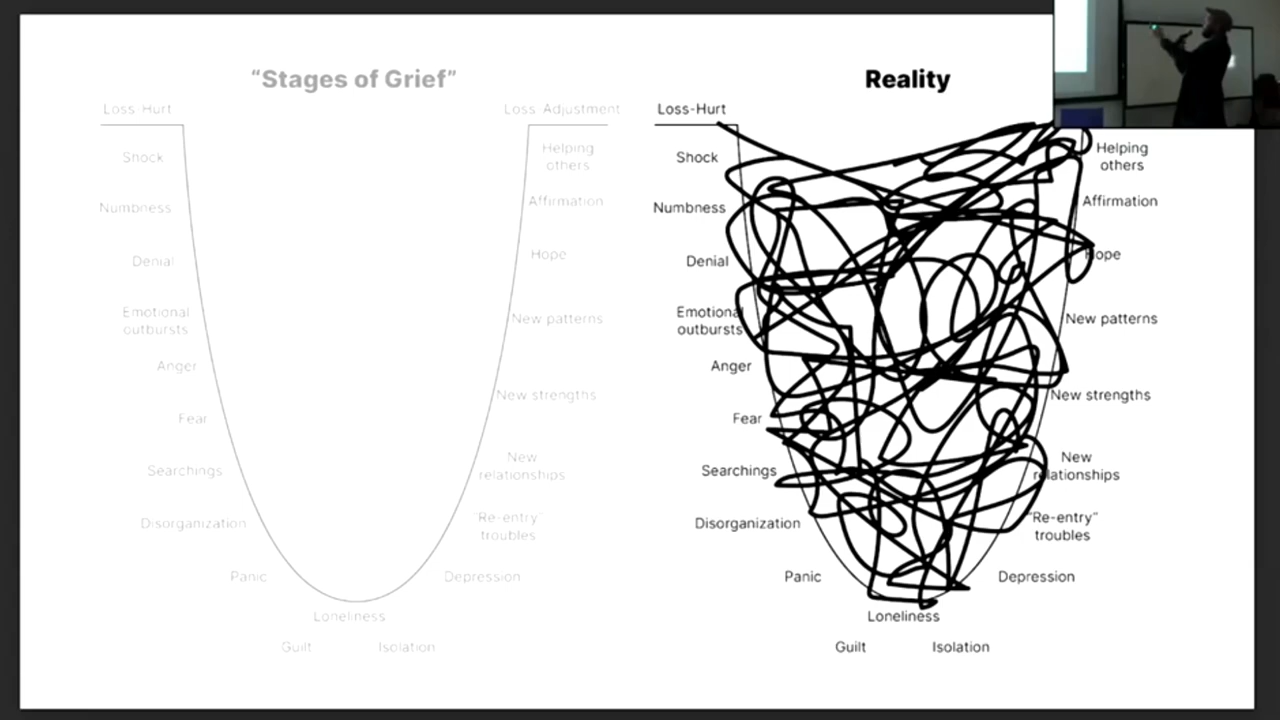 “Stages of Grief”
Loss-Hurt
Loss Adjustment
Shock
Helping
others
Numbness
Affirmation
Denial
Hope
Emotional
outbursts
New patterns
Anger
New strengths
Fear
New
relationships
Searchings
Disorganization
“Re-entry”
troubles
Panic
Depression
Loneliness
Guilt
Isolation
Reality
Loss-Hurt
Shock
Helping
others
Numbness
Affirmation
Denial
Hope
Emotional
outbursts
New patterns
Anger
New strengths
Fear
New
relationships
Searchings
Disorganization
“Re-entry”
troubles
Panic
Depression
Loneliness
Guilt
Isolation